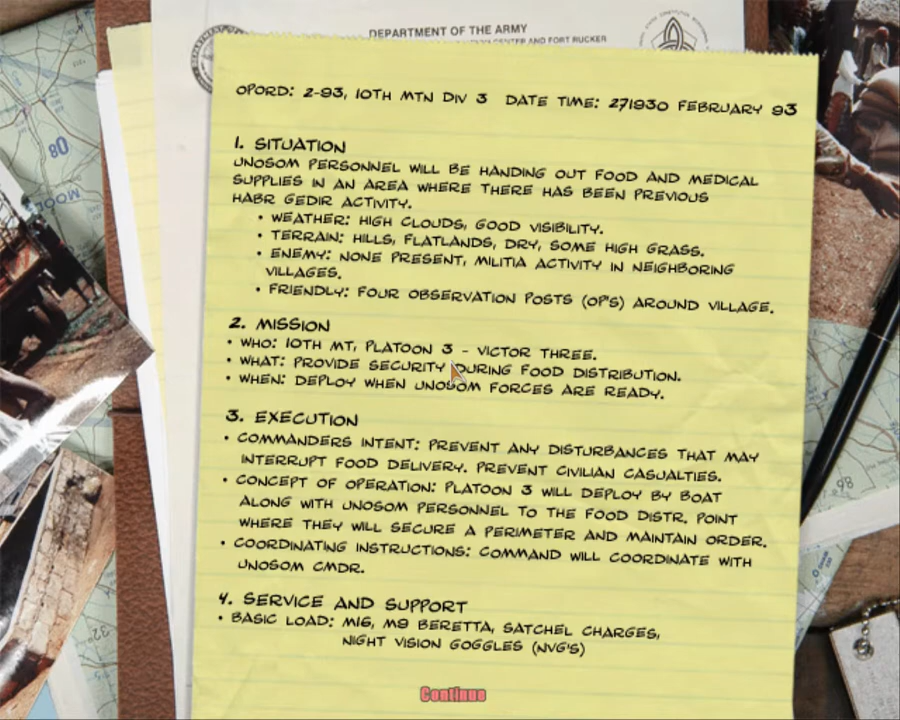 DEPARTMENT OF THE ARMY
CENTER AND FORT RUCKER
OPORD: 2-93, 10TH MTN DIV 3 DATE TIME: 271930 FEBRUARY 93
1. SITUATION
UNOSOM PERSONNEL WILL BE HANDING OUT FOOD AND MEDICAL
SUPPLIES IN AN AREA WHERE THERE HAS BEEN PREVIOUS
HABR GEDIR ACTIVITY.
• WEATHER: HIGH CLOUDS, GOOD VISIBILITY.
• TERRAIN: HILLS, FLATLANDS, DRY, SOME HIGH GRASS.
• ENEMY: NONE PRESENT, MILITIA ACTIVITY IN NEIGHBORING
VILLAGES.
• FRIENDLY: FOUR OBSERVATION POSTS (OP'S) AROUND VILLAGE.
2. MISSION
• WHO: 10TH MT, PLATOON 3 - VICTOR THREE.
• WHAT: PROVIDE SECURITY DURING FOOD DISTRIBUTION.
• WHEN: DEPLOY WHEN UNOSOM FORCES ARE READY.
3. EXECUTION
• COMMANDERS INTENT: PREVENT ANY DISTURBANCES THAT MAY
INTERRUPT FOOD DELIVERY. PREVENT CIVILIAN CASUALTIES.
• CONCEPT OF OPERATION: PLATOON 3 WILL DEPLOY BY BOAT
ALONG WITH UNOSOM PERSONNEL TO THE FOOD DISTR. POINT
WHERE THEY WILL SECURE A PERIMETER AND MAINTAIN ORDER.
• COORDINATING INSTRUCTIONS: COMMAND WILL COORDINATE WITH
UNOSOM CMDR.
4. SERVICE AND SUPPORT
• BASIC LOAD: M16, M9 BERETTA, SATCHEL CHARGES,
NIGHT VISION GOGGLES (NVG'S)
Continue